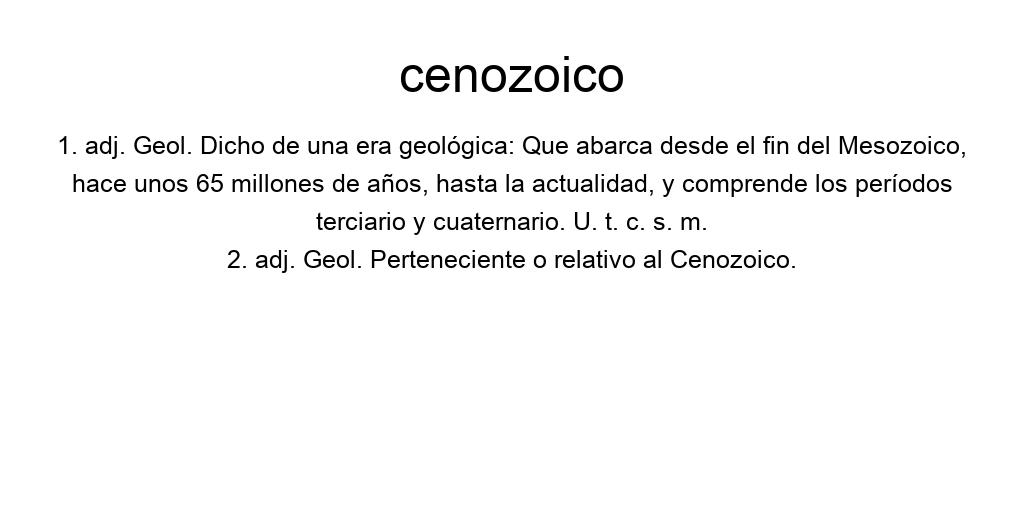 cenozoico
1. adj. Geol. Dicho de una era geológica: Que abarca desde el fin del Mesozoico,
hace unos 65 millones de años, hasta la actualidad, y comprende los períodos
terciario y cuaternario. U. t. c. s. m.
2. adj. Geol. Perteneciente o relativo al Cenozoico.